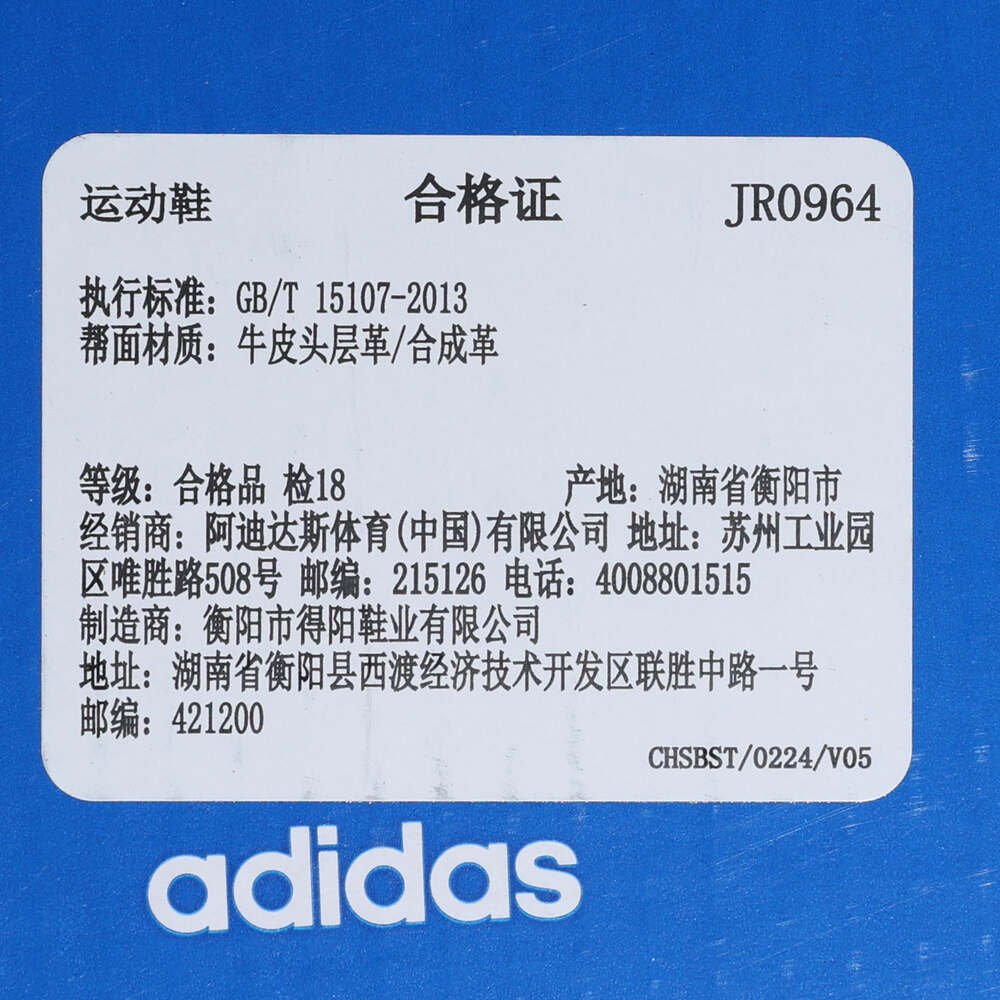 运动鞋 合格证 JR0964
执行标准：GB/T 15107-2013
帮面材质：牛皮头层革/合成革
等级：合格品 检18 产地：湖南省衡阳市
经销商：阿迪达斯体育(中国)有限公司 地址：苏州工业园
区唯胜路508号 邮编：215126 电话：4008801515
制造商：衡阳市得阳鞋业有限公司
地址：湖南省衡阳县西渡经济技术开发区联胜中路一号
邮编：421200
CHSBST/0224/V05
adidas